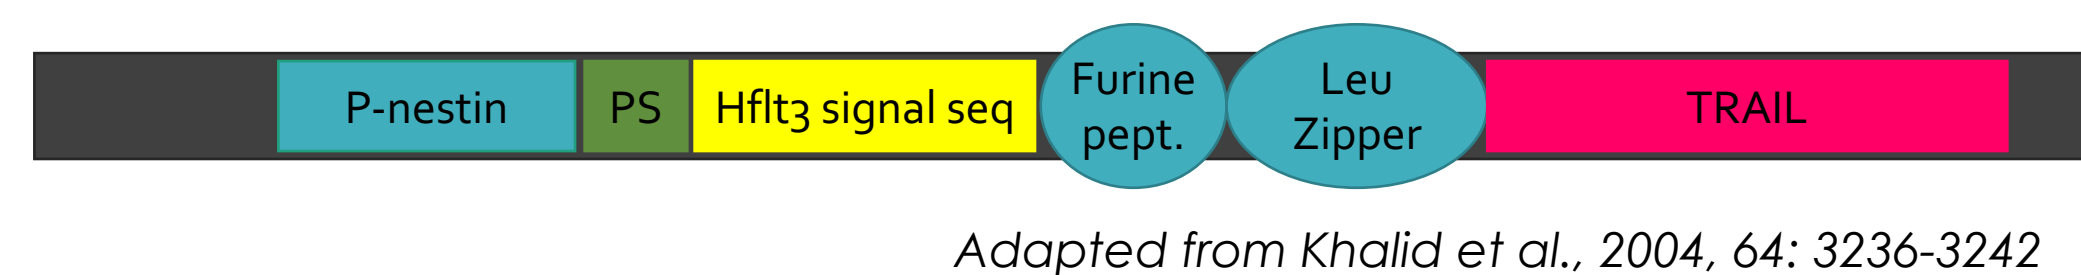 P-nestin
PS
Hflt3 signal seq
Furine
pept.
Leu
Zipper
TRAIL
Adapted from Khalid et al., 2004, 64: 3236-3242